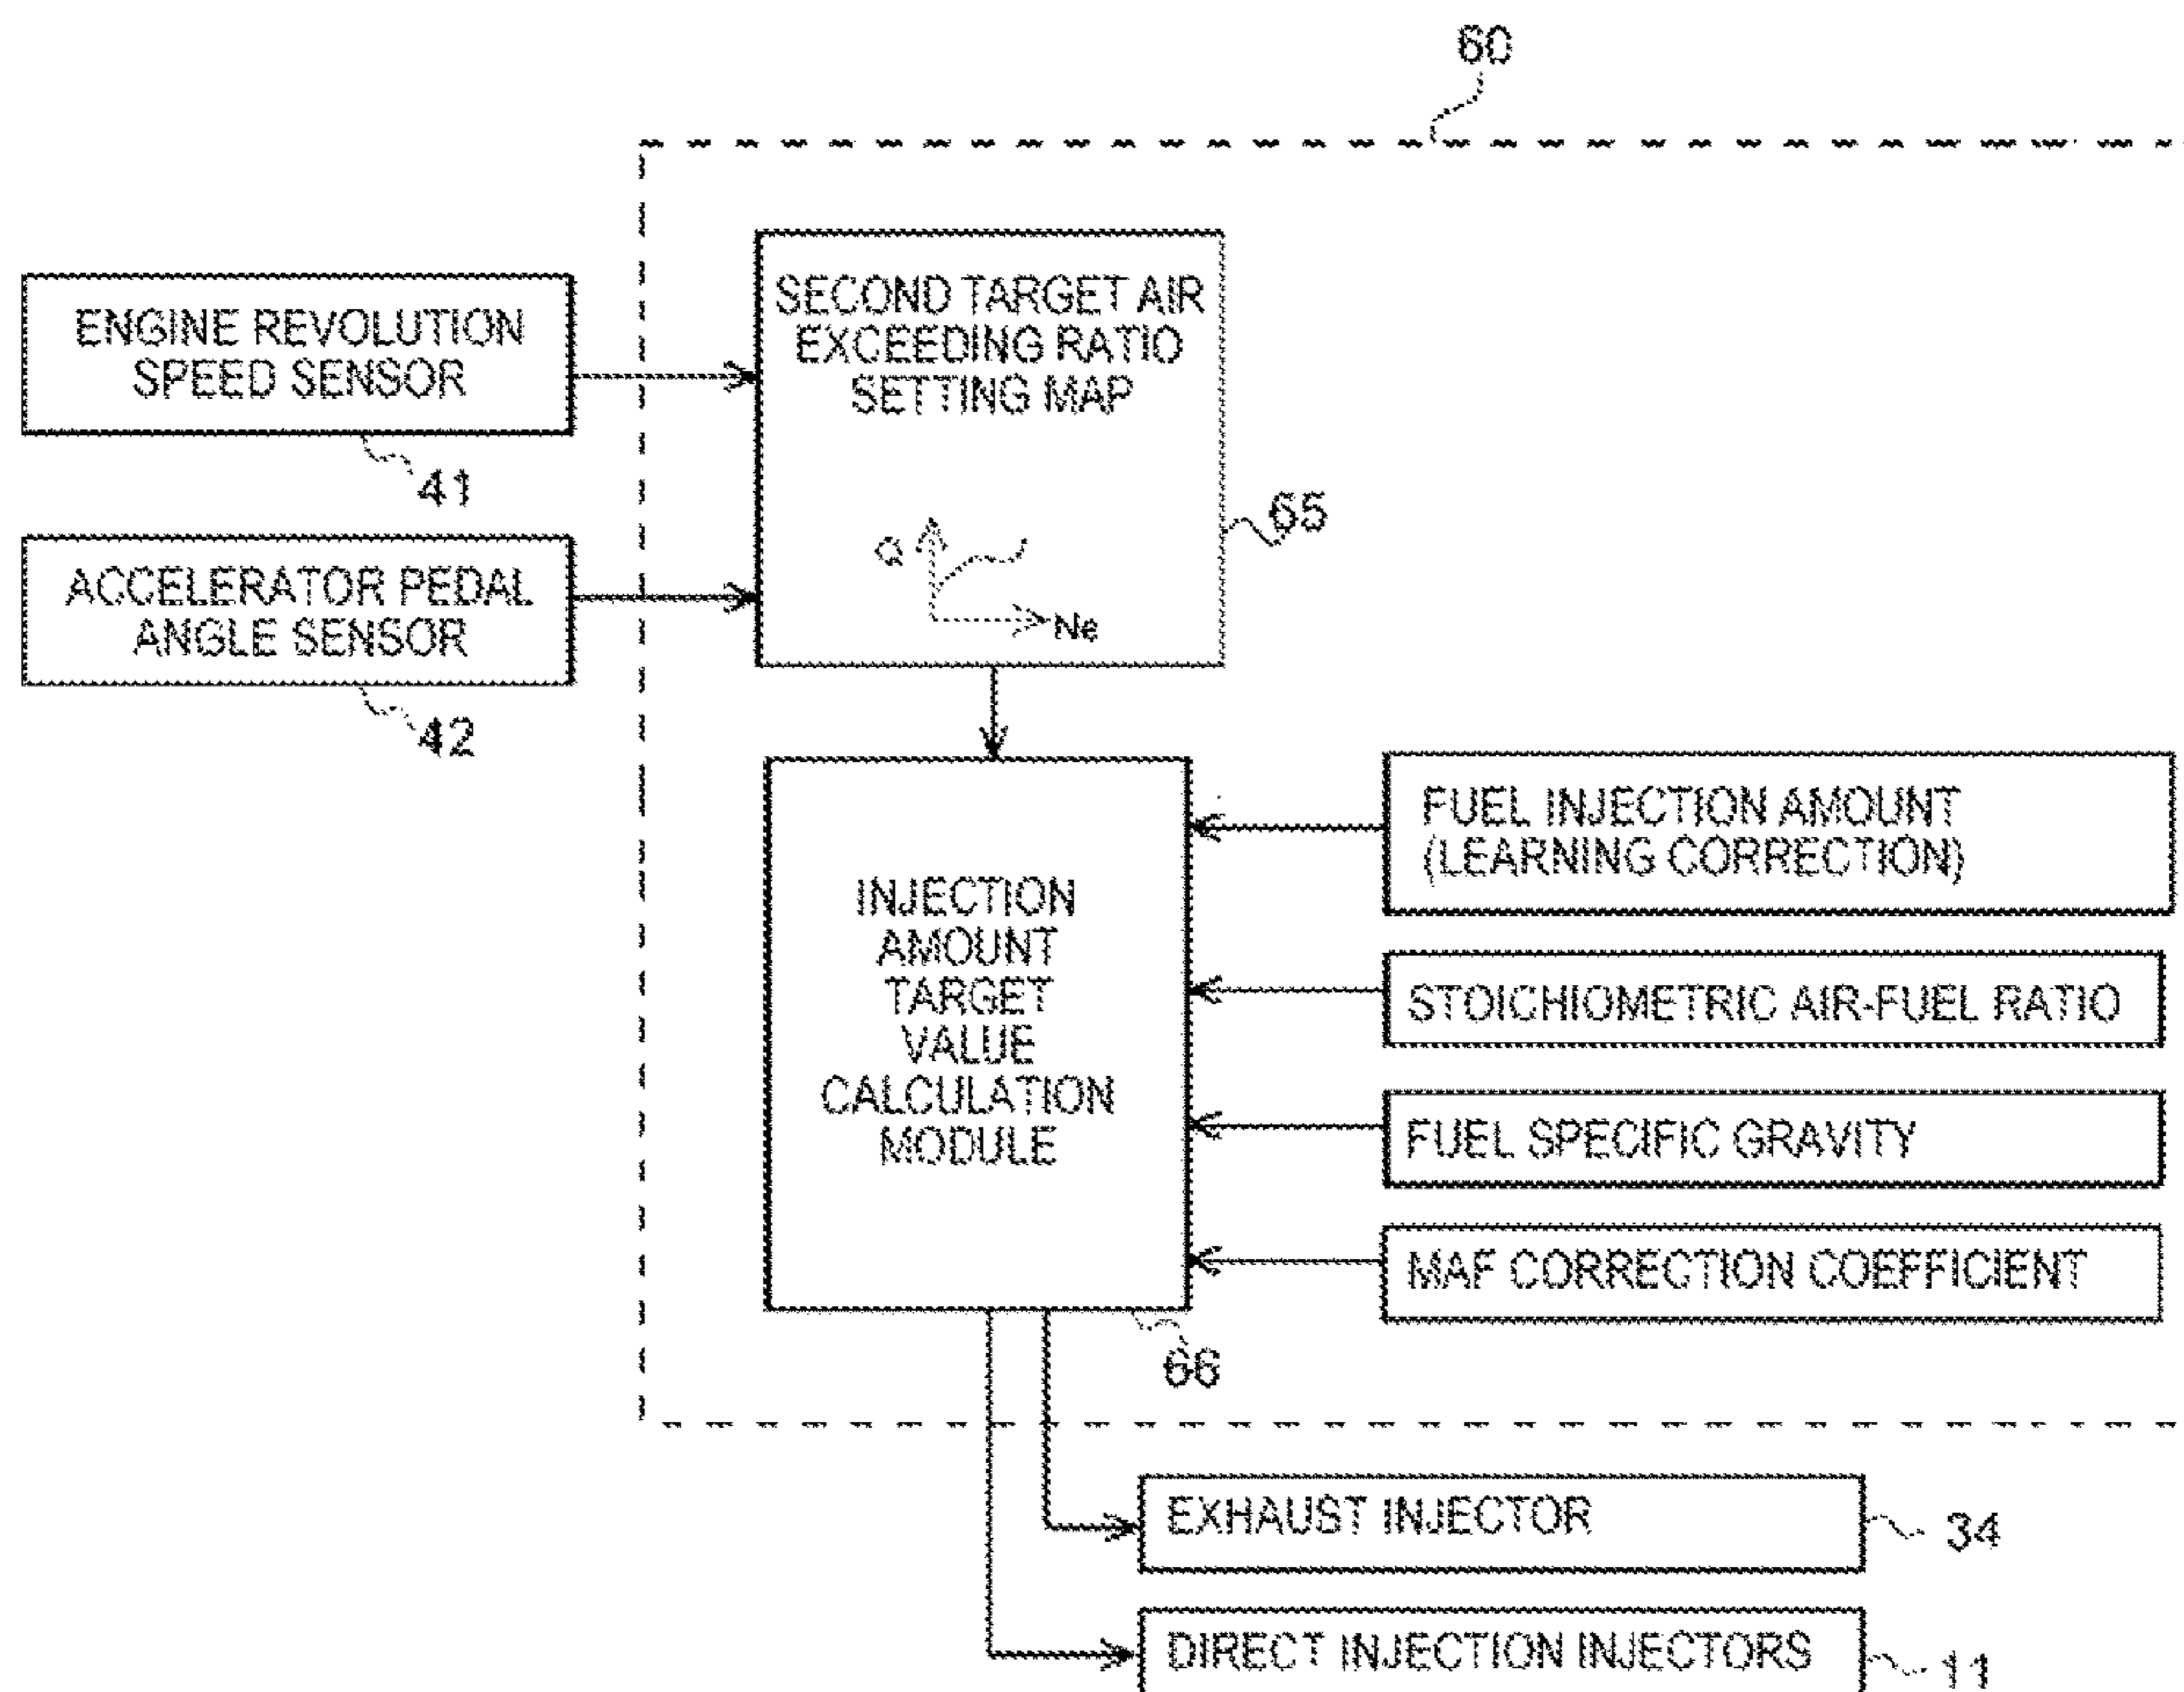 60
ENGINE REVOLUTION
SPEED SENSOR
41
ACCELERATOR PEDAL
ANGLE SENSOR
42
SECOND TARGET AIR
EXCEEDING RATIO
SETTING MAP
Q
Ne
65
INJECTION
AMOUNT
TARGET
VALUE
CALCULATION
MODULE
66
FUEL INJECTION AMOUNT
(LEARNING CORRECTION)
STOICHIOMETRIC AIR-FUEL RATIO
FUEL SPECIFIC GRAVITY
MAF CORRECTION COEFFICIENT
EXHAUST INJECTOR
34
DIRECT INJECTION INJECTORS
11